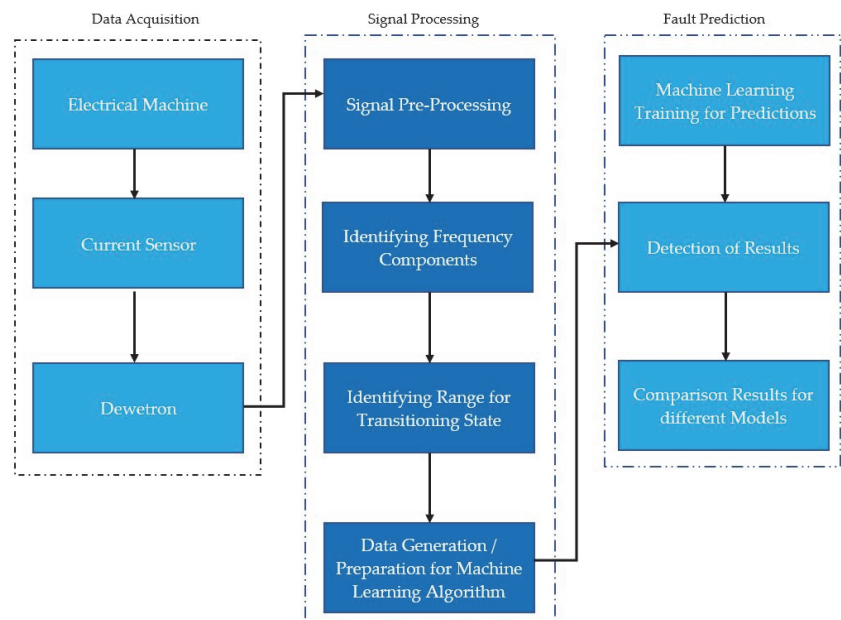 Data Acquisition
Electrical Machine
Current Sensor
Dewetron
Signal Processing
Signal Pre-Processing
Identifying Frequency
Components
Identifying Range for
Transitioning State
Data Generation /
Preparation for Machine
Learning Algorithm
Fault Prediction
Machine Learning
Training for Predictions
Detection of Results
Comparison Results for
different Models